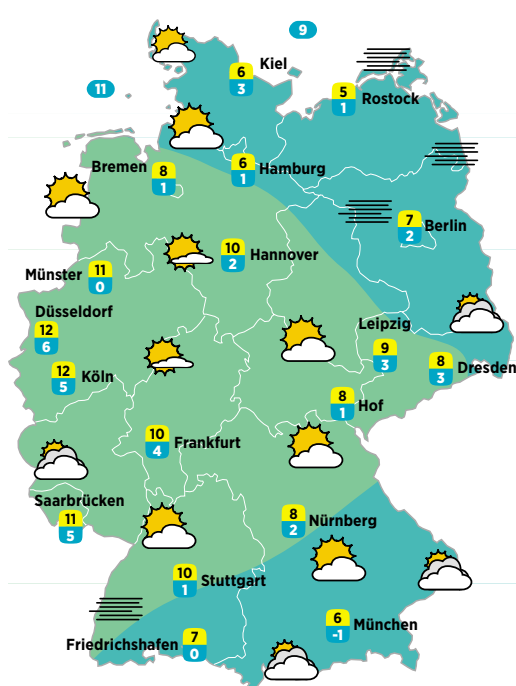 9
Kiel
6
3
11
5
1
Rostock
Bremen
8
1
6
1
Hamburg
7
2
Berlin
10
2
Hannover
Münster
11
0
Düsseldorf
12
6
Leipzig
9
3
12
5
Köln
8
3
Dresden
8
1
Hof
10
4
Frankfurt
Saarbrücken
11
5
8
2
Nürnberg
10
1
Stuttgart
6
-1
München
Friedrichshafen
7
0